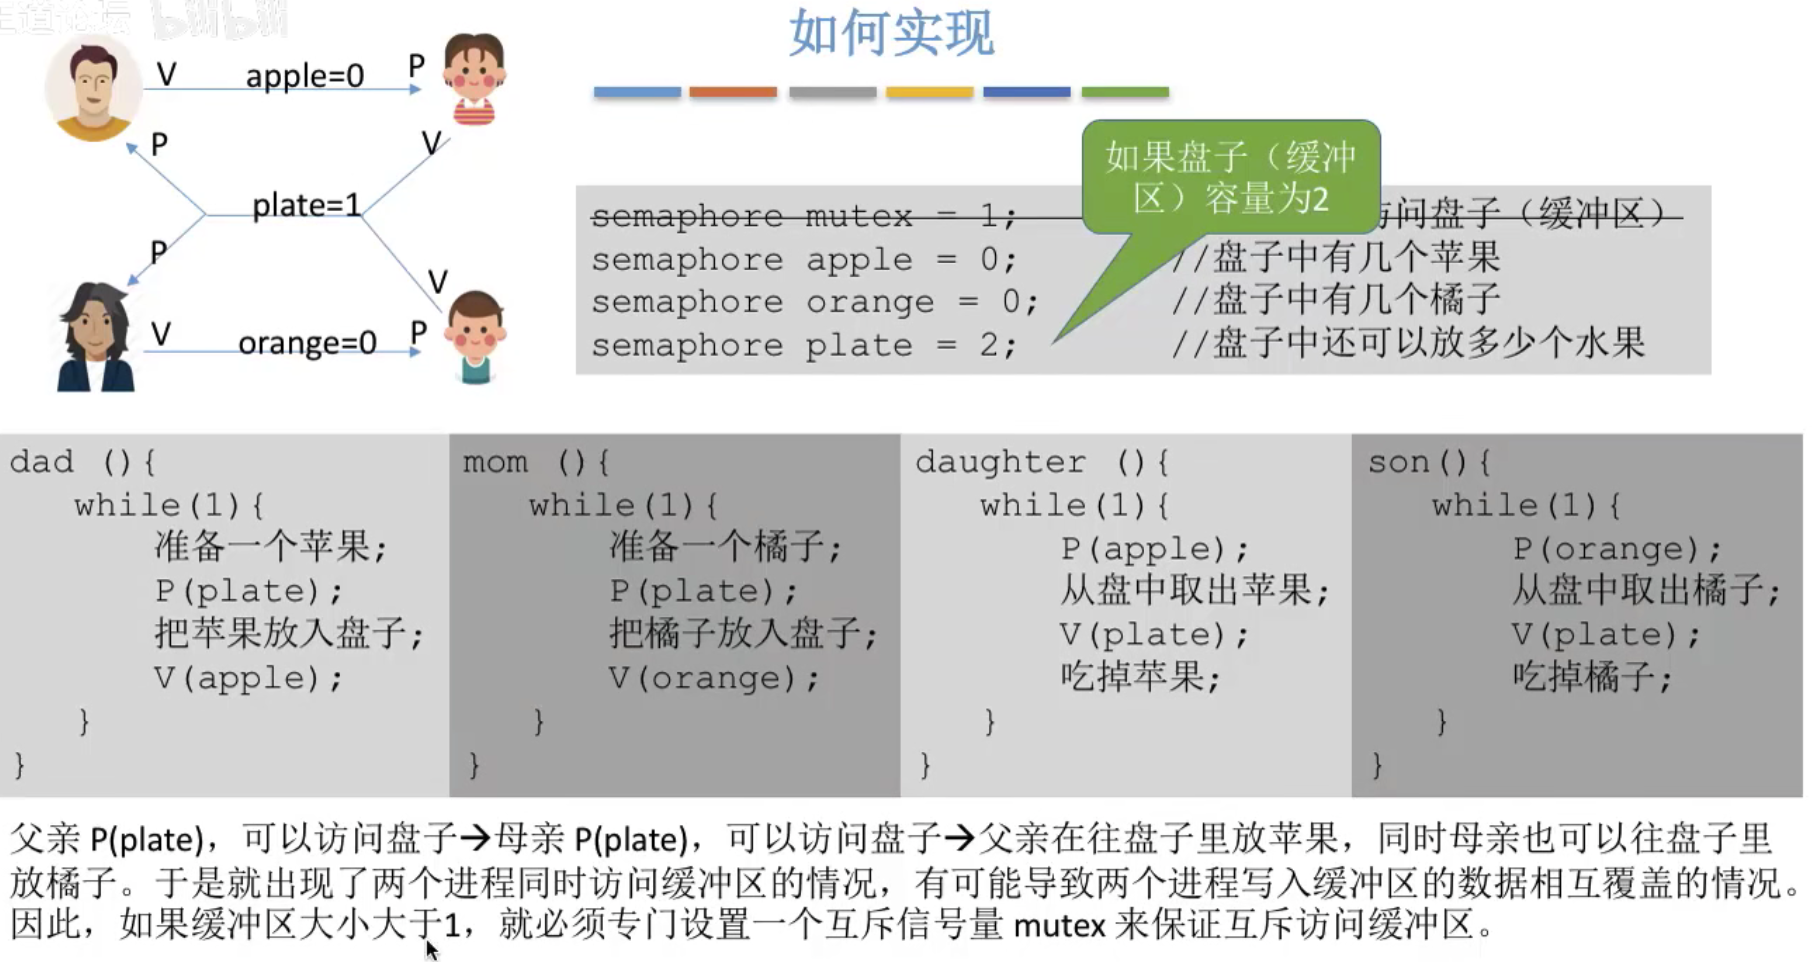 王道论坛 bilibili
如何实现
V apple=0 P
P V
plate=1
P V
V orange=0 P
如果盘子（缓冲
区）容量为2
semaphore mutex = 1; 问盘子（缓冲区）
semaphore apple = 0; //盘子中有几个苹果
semaphore orange = 0; //盘子中有几个橘子
semaphore plate = 2; //盘子中还可以放多少个水果
dad (){
while(1){
准备一个苹果;
P(plate);
把苹果放入盘子;
V(apple);
}
}
mom (){
while(1){
准备一个橘子;
P(plate);
把橘子放入盘子;
V(orange);
}
}
daughter (){
while(1){
P(apple);
从盘中取出苹果;
V(plate);
吃掉苹果;
}
}
son(){
while(1){
P(orange);
从盘中取出橘子;
V(plate);
吃掉橘子;
}
}
父亲 P(plate)，可以访问盘子→母亲 P(plate)，可以访问盘子→父亲在往盘子里放苹果，同时母亲也可以往盘子里
放橘子。于是就出现了两个进程同时访问缓冲区的情况，有可能导致两个进程写入缓冲区的数据相互覆盖的情况。
因此，如果缓冲区大小大于1，就必须专门设置一个互斥信号量 mutex 来保证互斥访问缓冲区。